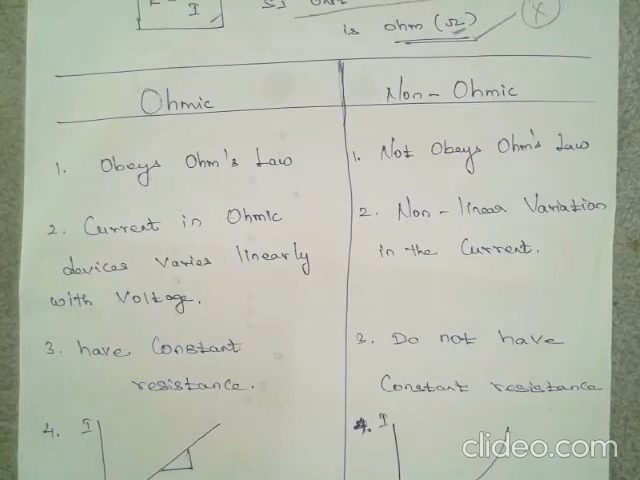 I
SI
is ohm (Ω)
Ohmic
Non - Ohmic
1. Obeys Ohm's Law
1. Not Obeys Ohm's Law
2. Current in Ohmic
devices varies linearly
with Voltage.
2. Non - linear Variation
in the Current.
3. have Constant
resistance.
3. Do not have
Constant resistance
4. I
4. I
clideo.com